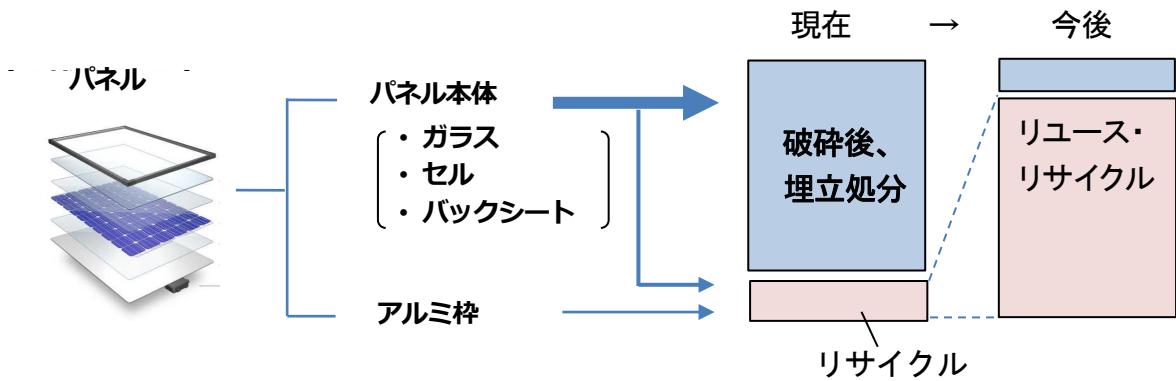 現在 → 今後
パネル
パネル本体
・ ガラス
・ セル
・ バックシート
アルミ枠
破砕後、
埋立処分
リサイクル
リユース・
リサイクル